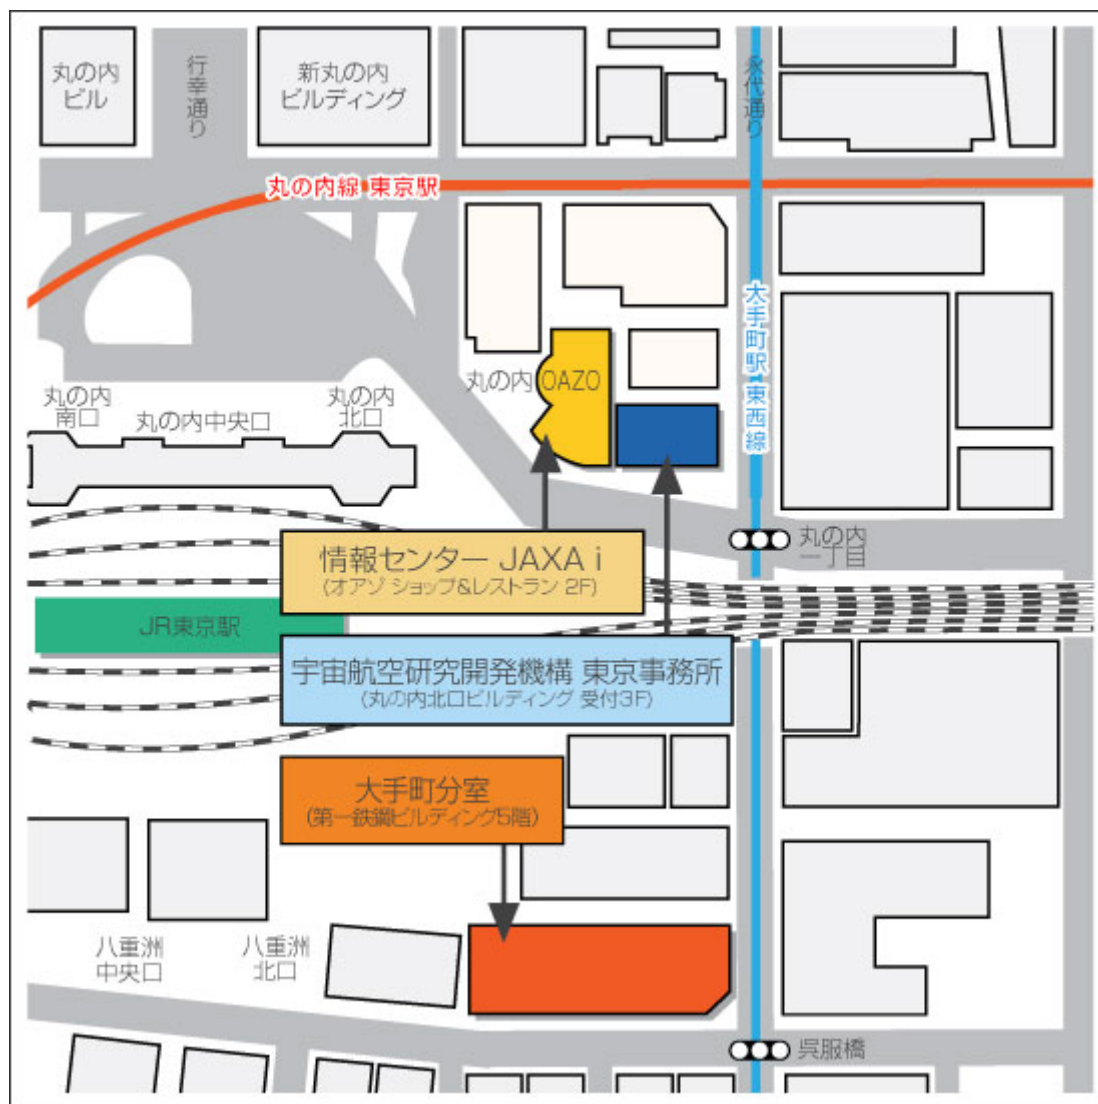 丸の内
ビル
行幸通り
新丸の内
ビルディング
永代通り
丸の内線 東京駅
大手町駅 東西線
丸の内 OAZO
丸の内
南口
丸の内中央口
丸の内
北口
丸の内
一丁目
情報センター JAXA i
(オアゾ ショップ&レストラン 2F)
JR東京駅
宇宙航空研究開発機構 東京事務所
(丸の内北口ビルディング 受付3F)
大手町分室
(第一鉄鋼ビルディング5階)
八重洲
中央口
八重洲
北口
呉服橋